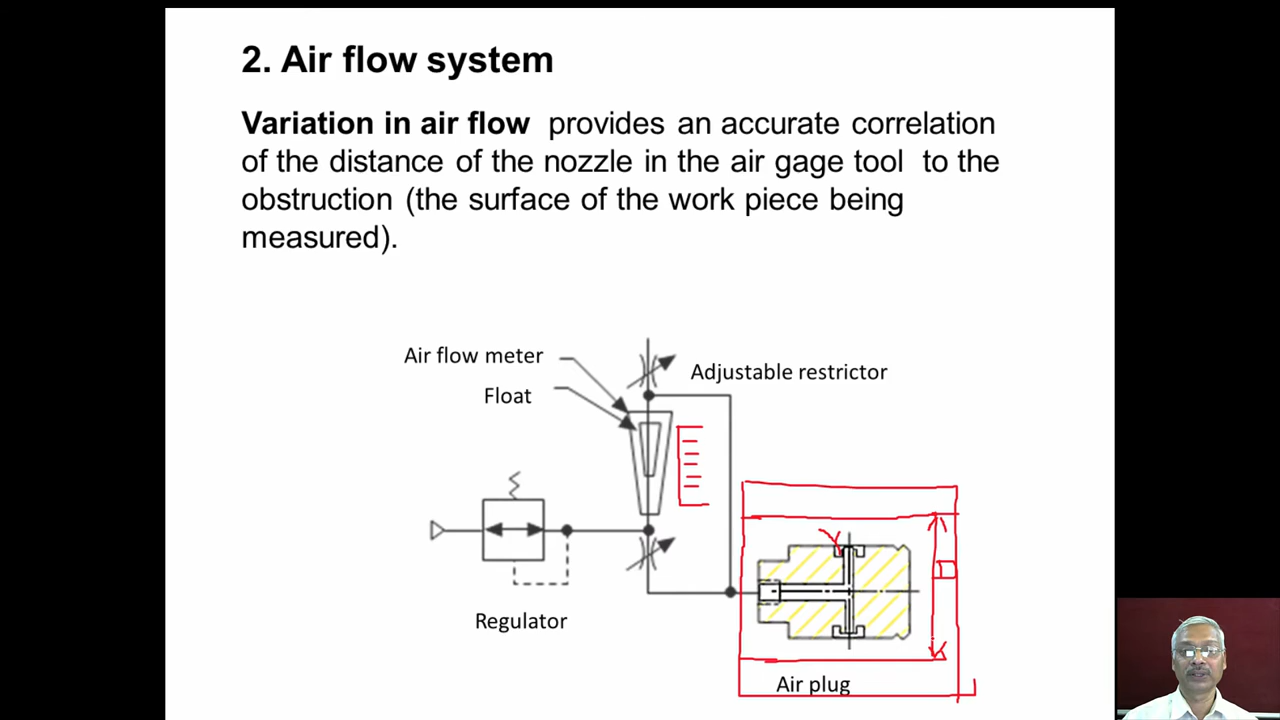 2. Air flow system
Variation in air flow provides an accurate correlation
of the distance of the nozzle in the air gage tool to the
obstruction (the surface of the work piece being
measured).
Air flow meter
Adjustable restrictor
Float
D
Regulator
Air plug